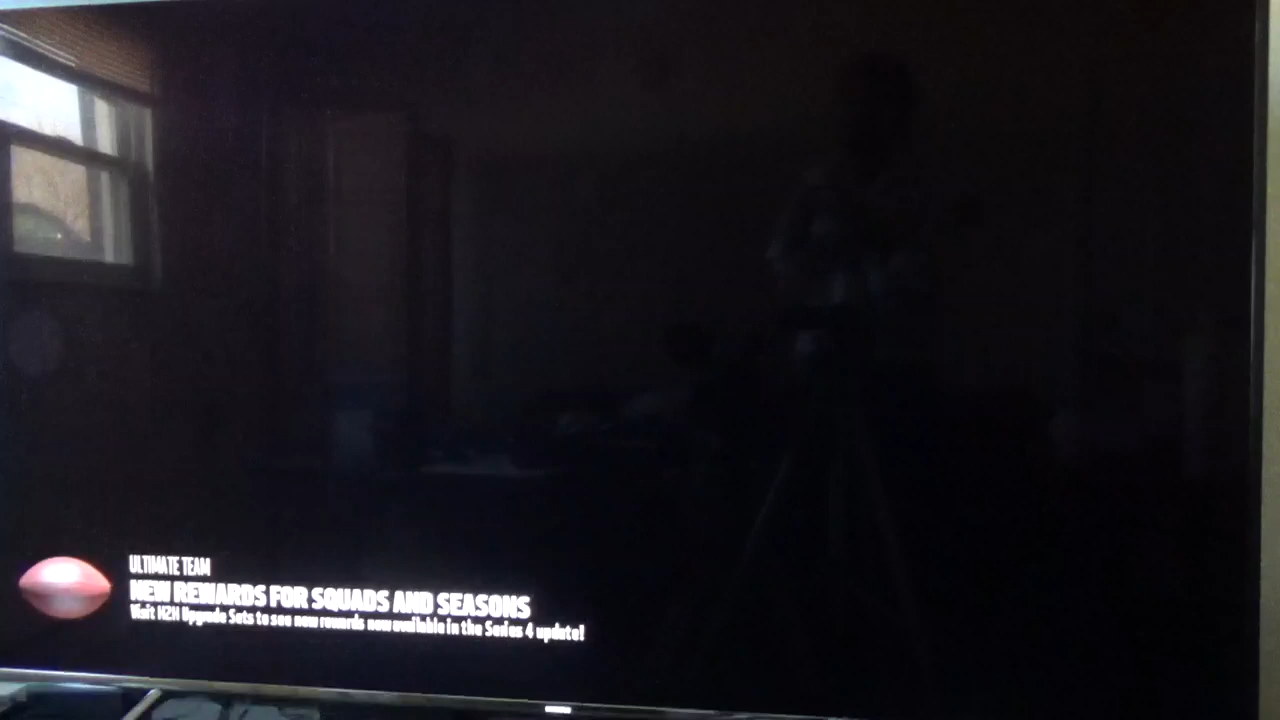 ULTIMATE TEAM
NEW REWARDS FOR SQUADS AND SEASONS
Visit H2H Upgrade Sets to see new rewards now available in the Series 4 update!